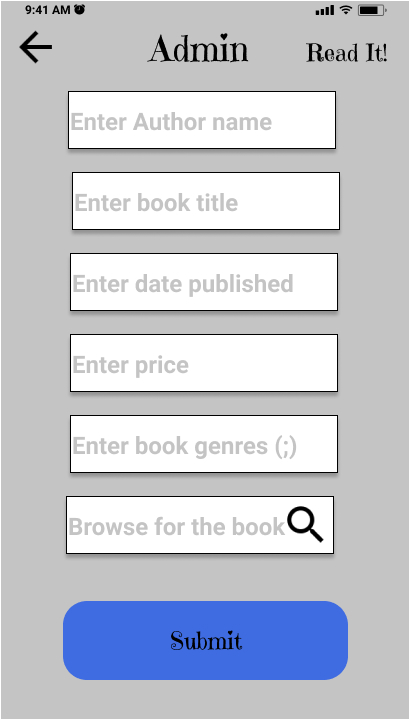 9:41 AM
Admin
Read It!
Enter Author name
Enter book title
Enter date published
Enter price
Enter book genres (;)
Browse for the book
Submit